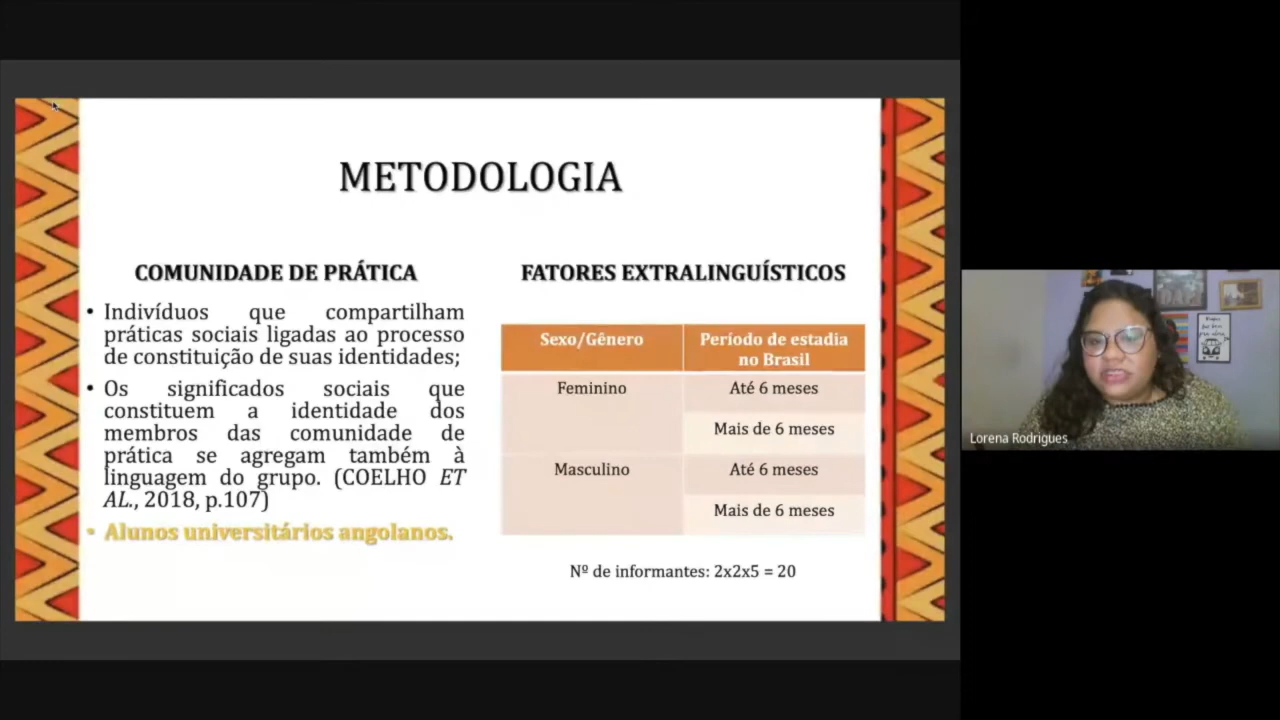 METODOLOGIA
COMUNIDADE DE PRÁTICA
• Indivíduos que compartilham
práticas sociais ligadas ao processo
de constituição de suas identidades;
• Os significados sociais que
constituem a identidade dos
membros das comunidade de
prática se agregam também à
linguagem do grupo. (COELHO ET
AL., 2018, p.107)
• Alunos universitários angolanos.
FATORES EXTRALINGUÍSTICOS
Sexo/Gênero Período de estadia
no Brasil
Feminino Até 6 meses
Mais de 6 meses
Masculino Até 6 meses
Mais de 6 meses
Nº de informantes: 2x2x5 = 20
Lorena Rodrigues